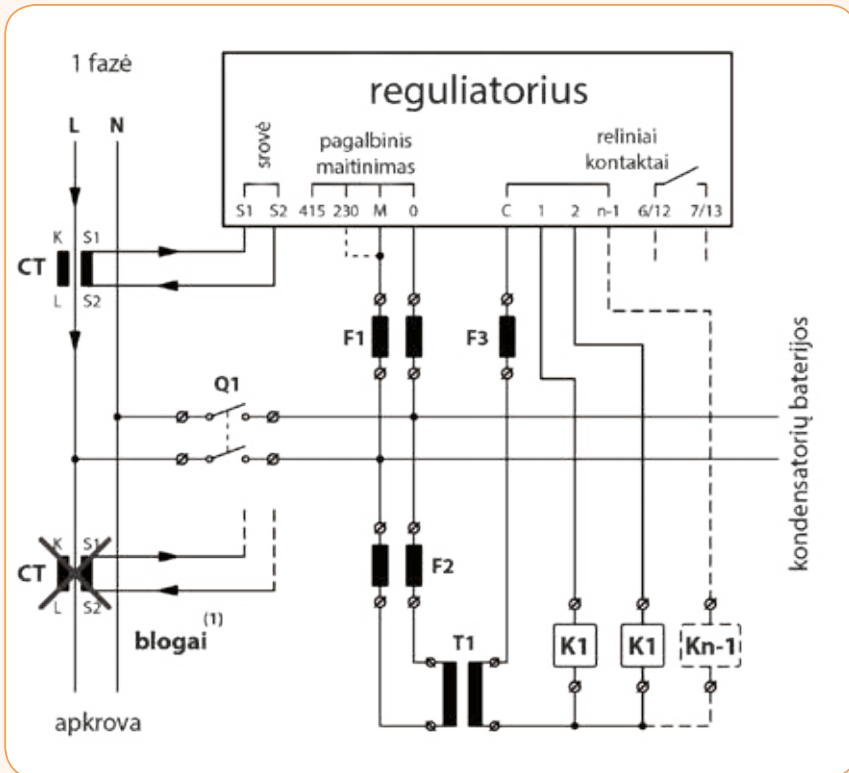 1 fazė
reguliatorius
L N
srovė
pagalbinis
maitinimas
reliniai
kontaktai
S1 S2 415 230 M 0 C 1 2 n-1 6/12 7/13
K S1
CT
L S2
F1 F3
Q1
kondensatorių baterijos
K S1
CT
L S2
F2
blogai (1)
T1
K1 K1 Kn-1
apkrova